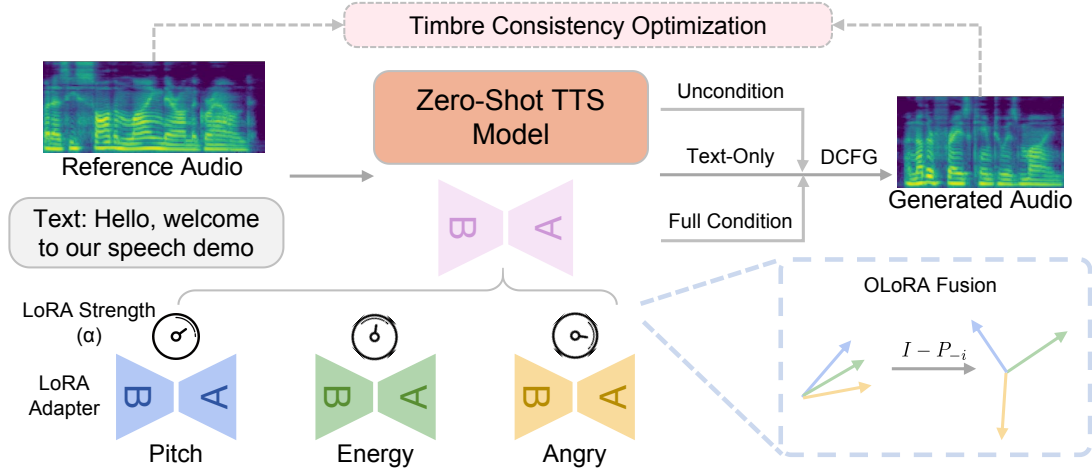 Timbre Consistency Optimization
Zero-Shot TTS
Model
Reference Audio
Text: Hello, welcome
to our speech demo
Uncondition
Text-Only
Full Condition
DCFG
Generated Audio
B A
LoRA Strength
(α)
LoRA
Adapter
B A
Pitch
B A
Energy
B A
Angry
OLoRA Fusion
I − P₋ᵢ